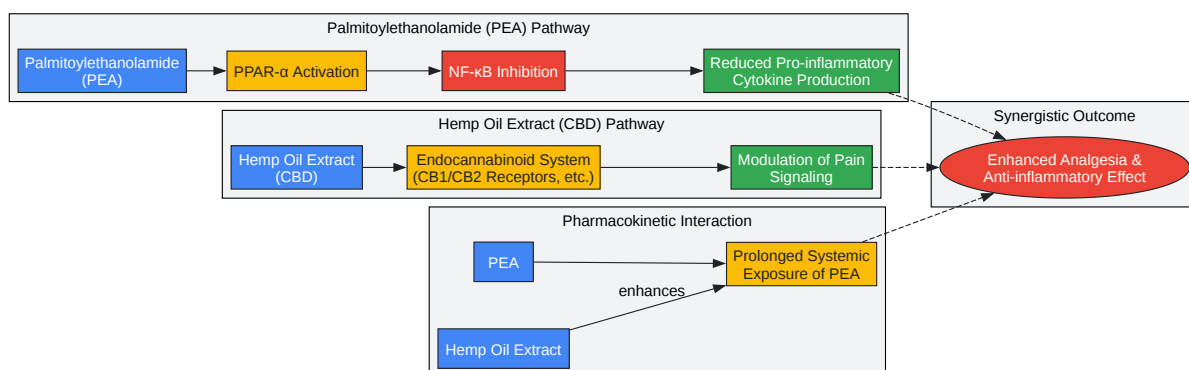 Palmitoylethanolamide (PEA) Pathway
Palmitoylethanolamide
(PEA)
PPAR-α Activation
NF-κB Inhibition
Reduced Pro-inflammatory
Cytokine Production
Hemp Oil Extract (CBD) Pathway
Hemp Oil Extract
(CBD)
Endocannabinoid System
(CB1/CB2 Receptors, etc.)
Modulation of Pain
Signaling
Synergistic Outcome
Enhanced Analgesia &
Anti-inflammatory Effect
Pharmacokinetic Interaction
PEA
Prolonged Systemic
Exposure of PEA
enhances
Hemp Oil Extract